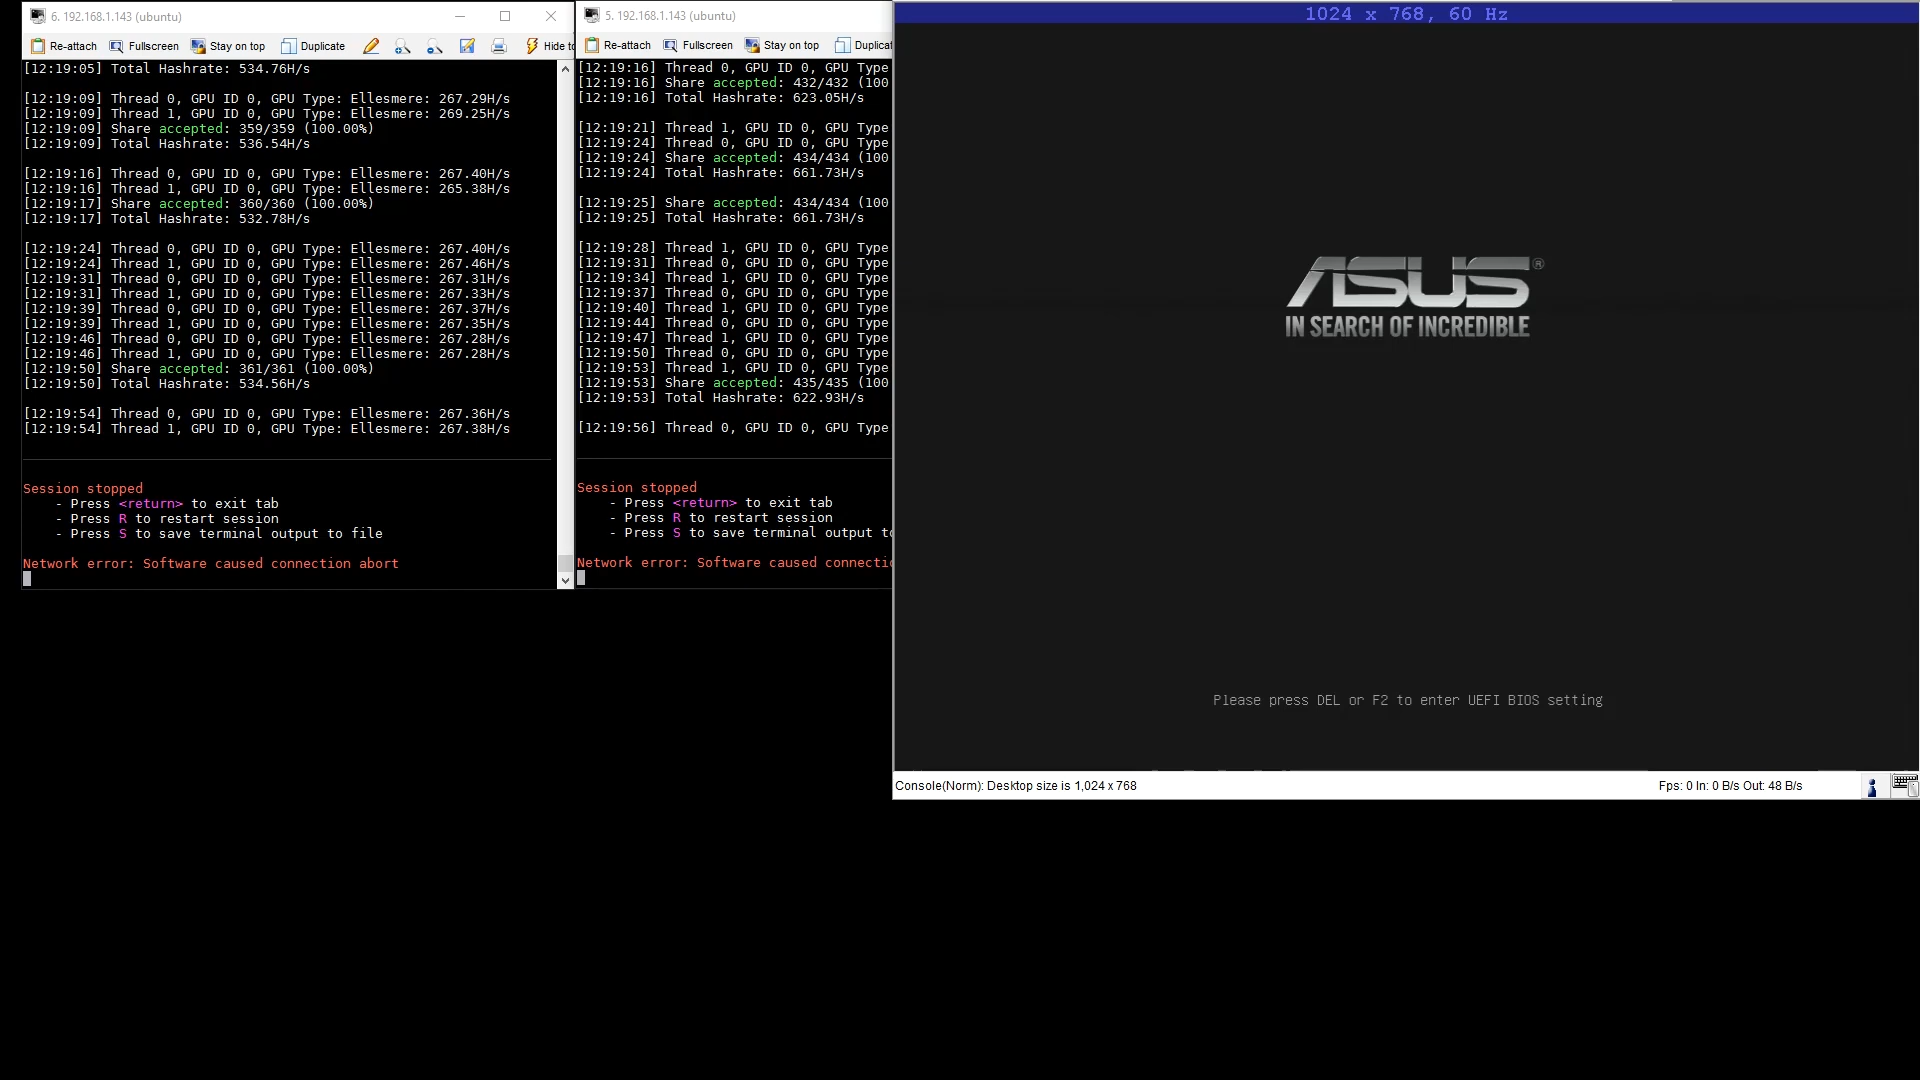 6. 192.168.1.143 (ubuntu)
Re-attach Fullscreen Stay on top Duplicate Hide to
[12:19:05] Total Hashrate: 534.76H/s
[12:19:09] Thread 0, GPU ID 0, GPU Type: Ellesmere: 267.29H/s
[12:19:09] Thread 1, GPU ID 0, GPU Type: Ellesmere: 269.25H/s
[12:19:09] Share accepted: 359/359 (100.00%)
[12:19:09] Total Hashrate: 536.54H/s
[12:19:16] Thread 0, GPU ID 0, GPU Type: Ellesmere: 267.40H/s
[12:19:16] Thread 1, GPU ID 0, GPU Type: Ellesmere: 265.38H/s
[12:19:17] Share accepted: 360/360 (100.00%)
[12:19:17] Total Hashrate: 532.78H/s
[12:19:24] Thread 0, GPU ID 0, GPU Type: Ellesmere: 267.40H/s
[12:19:24] Thread 1, GPU ID 0, GPU Type: Ellesmere: 267.46H/s
[12:19:31] Thread 0, GPU ID 0, GPU Type: Ellesmere: 267.31H/s
[12:19:31] Thread 1, GPU ID 0, GPU Type: Ellesmere: 267.33H/s
[12:19:39] Thread 0, GPU ID 0, GPU Type: Ellesmere: 267.37H/s
[12:19:39] Thread 1, GPU ID 0, GPU Type: Ellesmere: 267.35H/s
[12:19:46] Thread 0, GPU ID 0, GPU Type: Ellesmere: 267.28H/s
[12:19:46] Thread 1, GPU ID 0, GPU Type: Ellesmere: 267.28H/s
[12:19:50] Share accepted: 361/361 (100.00%)
[12:19:50] Total Hashrate: 534.56H/s
[12:19:54] Thread 0, GPU ID 0, GPU Type: Ellesmere: 267.36H/s
[12:19:54] Thread 1, GPU ID 0, GPU Type: Ellesmere: 267.38H/s
Session stopped
- Press <return> to exit tab
- Press R to restart session
- Press S to save terminal output to file
Network error: Software caused connection abort
5. 192.168.1.143 (ubuntu)
Re-attach Fullscreen Stay on top Duplicat
[12:19:16] Thread 0, GPU ID 0, GPU Type
[12:19:16] Share accepted: 432/432 (100
[12:19:16] Total Hashrate: 623.05H/s
[12:19:21] Thread 1, GPU ID 0, GPU Type
[12:19:24] Thread 0, GPU ID 0, GPU Type
[12:19:24] Share accepted: 434/434 (100
[12:19:24] Total Hashrate: 661.73H/s
[12:19:25] Share accepted: 434/434 (100
[12:19:25] Total Hashrate: 661.73H/s
[12:19:28] Thread 1, GPU ID 0, GPU Type
[12:19:31] Thread 0, GPU ID 0, GPU Type
[12:19:34] Thread 1, GPU ID 0, GPU Type
[12:19:37] Thread 0, GPU ID 0, GPU Type
[12:19:40] Thread 1, GPU ID 0, GPU Type
[12:19:44] Thread 0, GPU ID 0, GPU Type
[12:19:47] Thread 1, GPU ID 0, GPU Type
[12:19:50] Thread 0, GPU ID 0, GPU Type
[12:19:53] Thread 1, GPU ID 0, GPU Type
[12:19:53] Share accepted: 435/435 (100
[12:19:53] Total Hashrate: 622.93H/s
[12:19:56] Thread 0, GPU ID 0, GPU Type
Session stopped
- Press <return> to exit tab
- Press R to restart session
- Press S to save terminal output to
Network error: Software caused connectio
1024 x 768, 60 Hz
ASUS®
IN SEARCH OF INCREDIBLE
Please press DEL or F2 to enter UEFI BIOS setting
Console(Norm): Desktop size is 1,024 x 768
Fps: 0 In: 0 B/s Out: 48 B/s